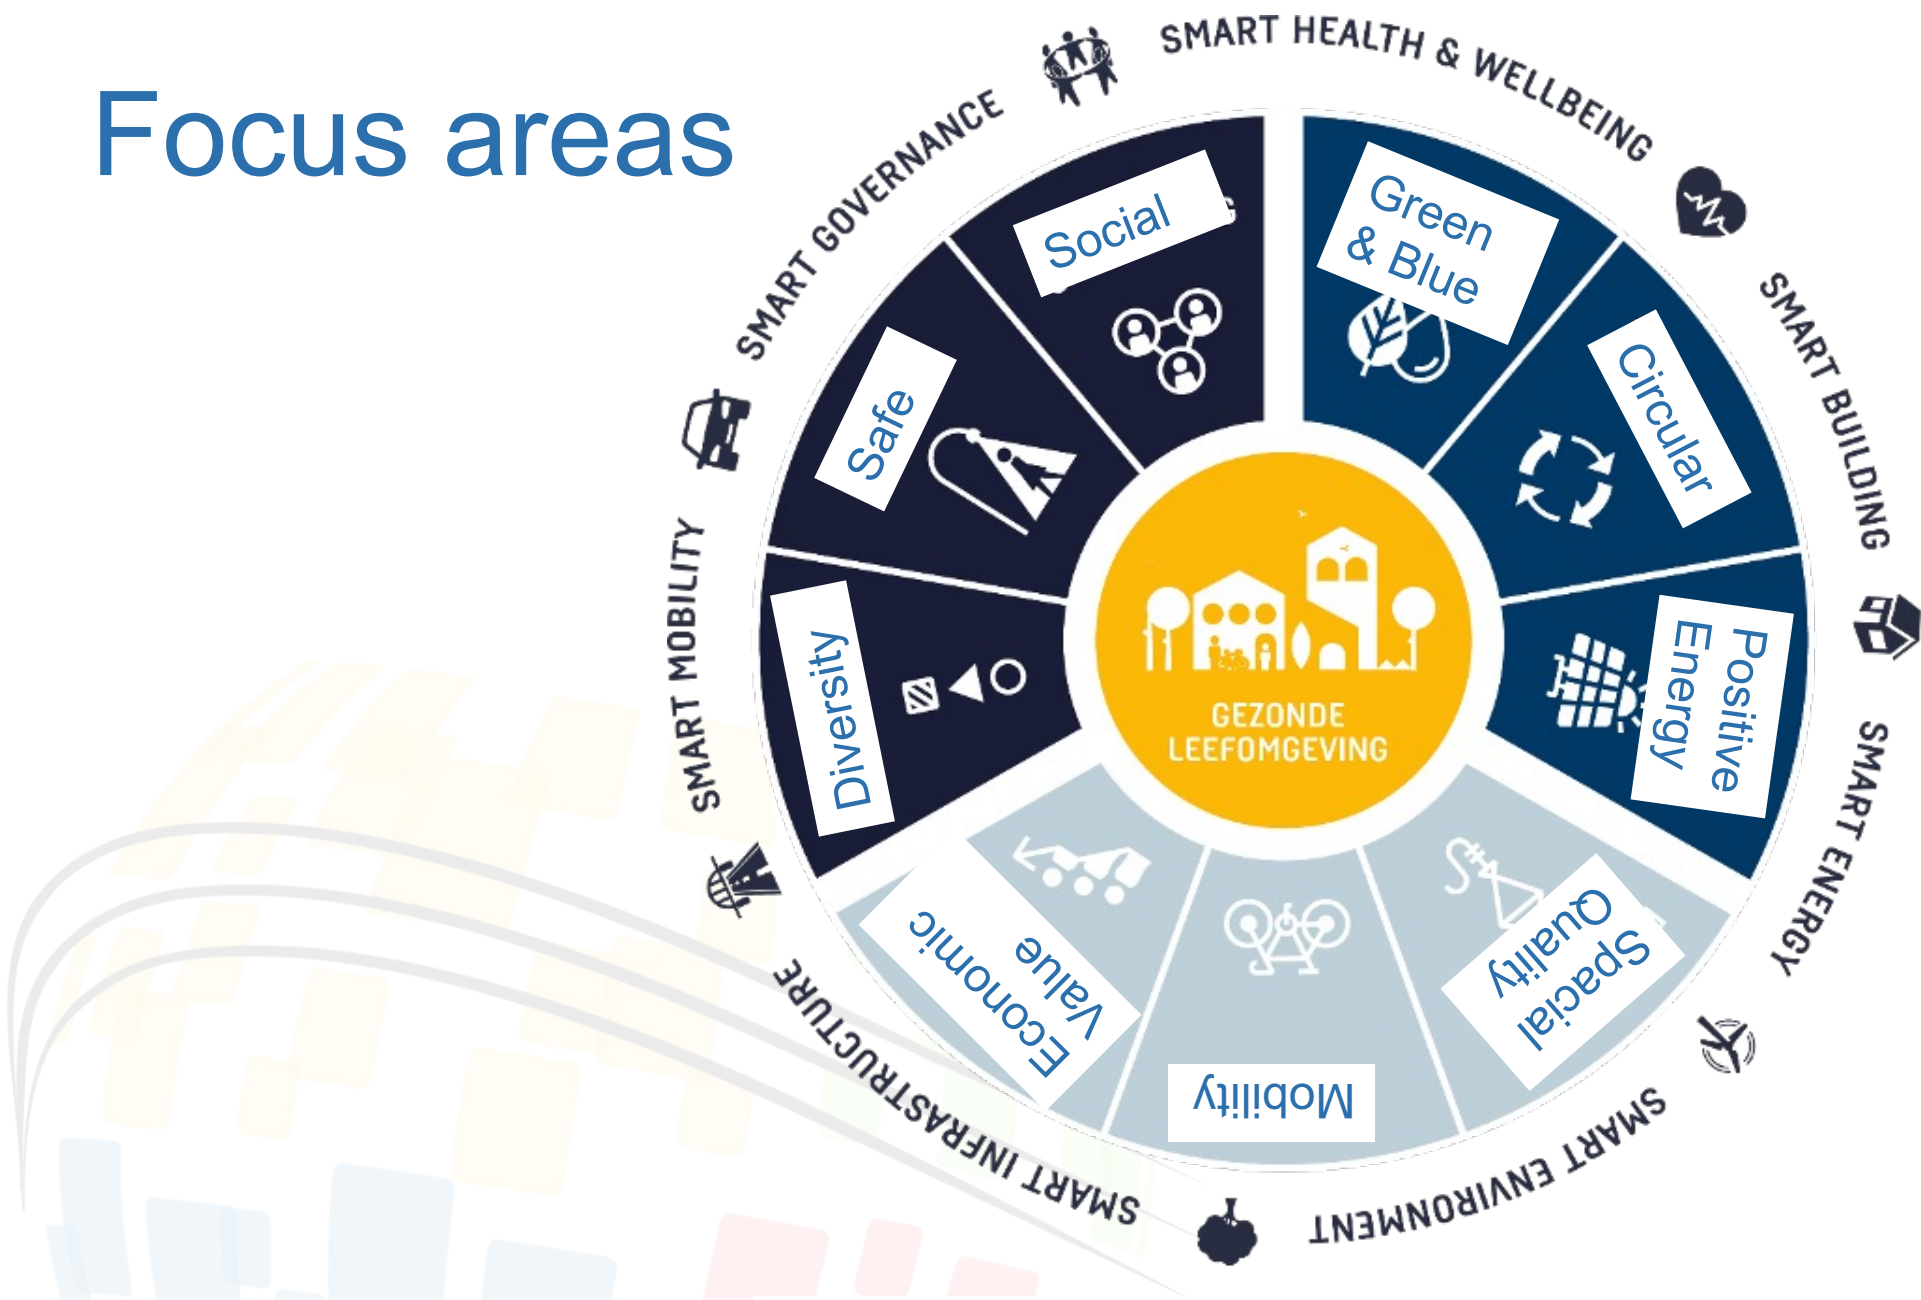 Focus areas
SMART HEALTH & WELLBEING
SMART BUILDING
SMART ENERGY
SMART ENVIRONMENT
SMART INFRASTRUCTURE
SMART MOBILITY
SMART GOVERNANCE
Green
& Blue
Circular
Positive
Energy
Spacial
Quality
Mobility
Economic
Value
Diversity
Safe
Social
GEZONDE
LEEFOMGEVING